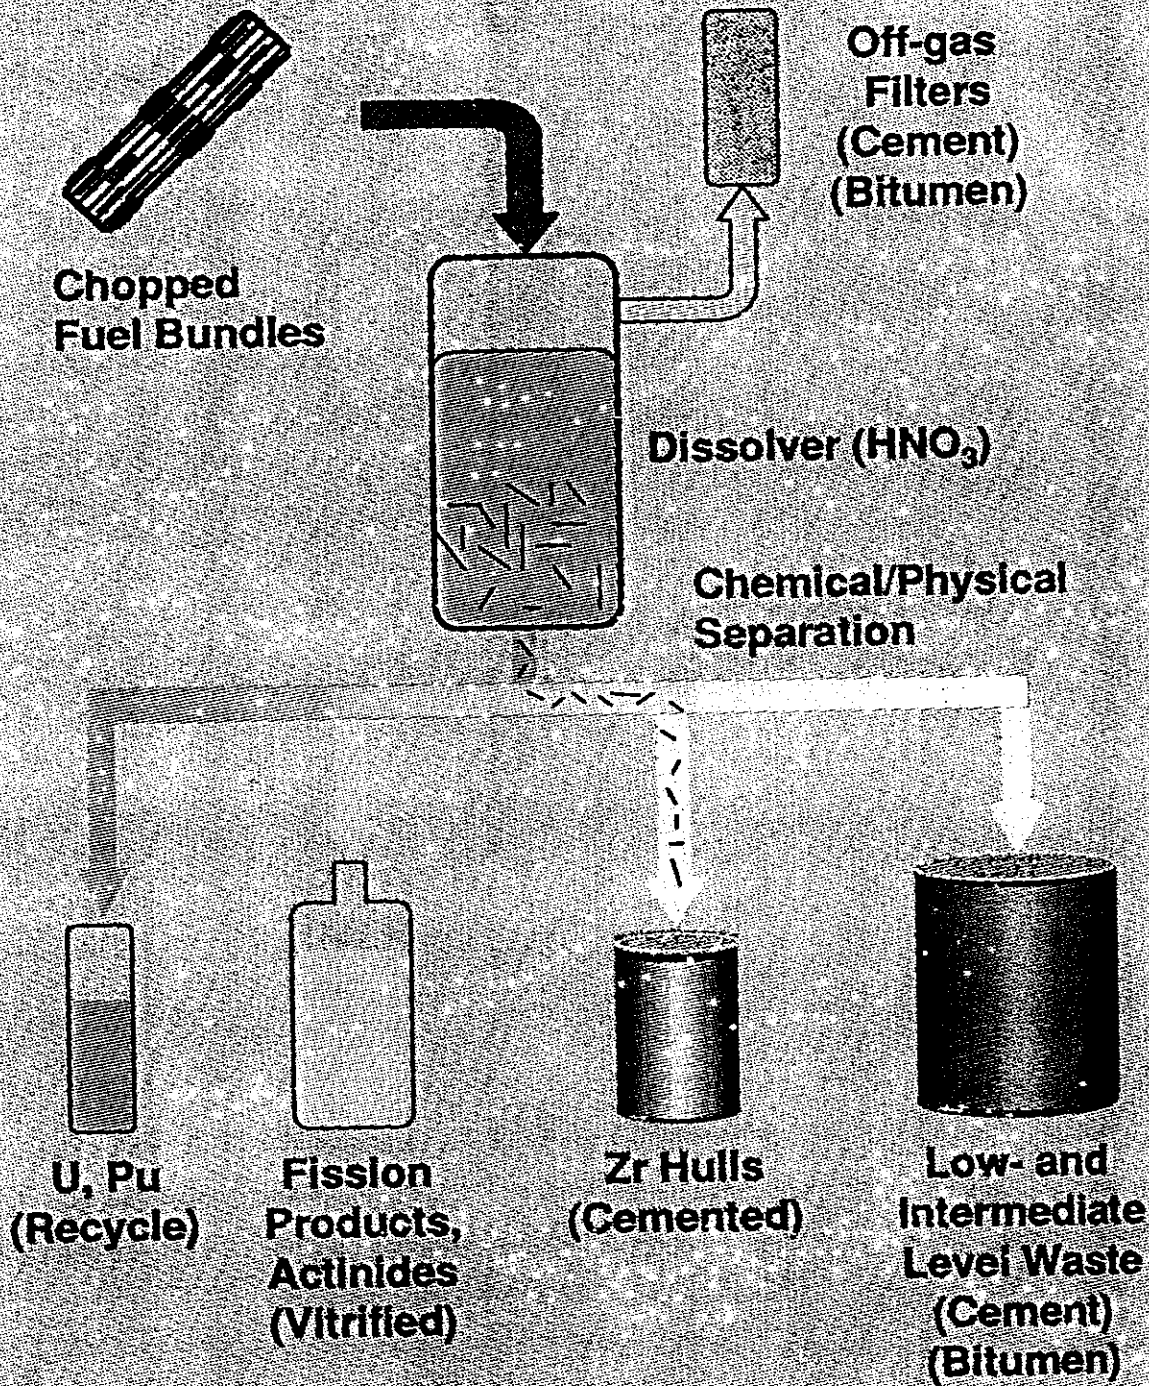 Off-gas
Filters
(Cement)
(Bitumen)
Chopped
Fuel Bundles
Dissolver (HNO₃)
Chemical/Physical
Separation
U, Pu
(Recycle)
Fission
Products,
Actinides
(Vitrified)
Zr Hulls
(Cemented)
Low- and
Intermediate
Level Waste
(Cement)
(Bitumen)